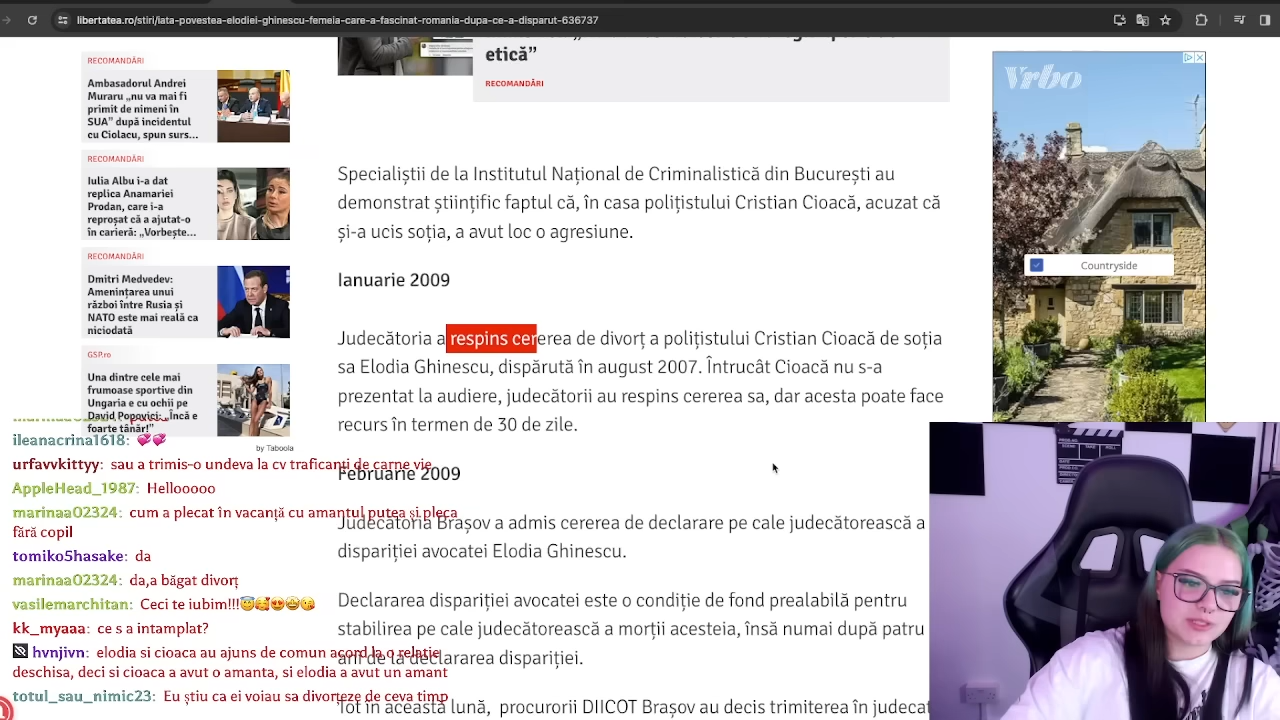 libertatea.ro/stiri/iata-povestea-elodiei-ghinescu-femeia-care-a-fascinat-romania-dupa-ce-a-disparut-636737
etică”
RECOMANDĂRI
RECOMANDĂRI
Ambasadorul Andrei
Muraru „nu va mai fi
primit de nimeni în
SUA” după incidentul
cu Ciolacu, spun surs...
RECOMANDĂRI
Iulia Albu i-a dat
replica Anamariei
Prodan, care i-a
reproșat că a ajutat-o
în carieră: „Vorbește...
RECOMANDĂRI
Dmitri Medvedev:
Amenințarea unui
război între Rusia și
NATO este mai reală ca
niciodată
GSP.ro
Una dintre cele mai
frumoase sportive din
Ungaria e cu ochii pe
David Popovici: „Încă e
foarte tânăr!”
by Taboola
Specialiștii de la Institutul Național de Criminalistică din București au
demonstrat științific faptul că, în casa polițistului Cristian Cioacă, acuzat că
și-a ucis soția, a avut loc o agresiune.
Ianuarie 2009
Judecătoria a respins cererea de divorț a polițistului Cristian Cioacă de soția
sa Elodia Ghinescu, dispărută în august 2007. Întrucât Cioacă nu s-a
prezentat la audiere, judecătorii au respins cererea sa, dar acesta poate face
recurs în termen de 30 de zile.
Februarie 2009
Judecătoria Brașov a admis cererea de declarare pe cale judecătorească a
dispariției avocatei Elodia Ghinescu.
Declararea dispariției avocatei este o condiție de fond prealabilă pentru
stabilirea pe cale judecătorească a morții acesteia, însă numai după patru
ani de la declararea dispariției.
Tot în această lună, procurorii DIICOT Brașov au decis trimiterea în judecat
Vrbo
Countryside
ileanacrina1618: 💕💕
urfavvkittyy: sau a trimis-o undeva la cv traficanti de carne vie
AppleHead_1987: Hellooooo
marinaa02324: cum a plecat în vacanță cu amantul putea și pleca
fără copil
tomiko5hasake: da
marinaa02324: da,a băgat divorț
vasilemarchitan: Ceci te iubim!!!😇🥰😍🤩😘
kk_myaaa: ce s a intamplat?
hvnjivn: elodia si cioaca au ajuns de comun acord la o relatie
deschisa, deci si cioaca a avut o amanta, si elodia a avut un amant
totul_sau_nimic23: Eu știu ca ei voiau sa divorțeze de ceva timp